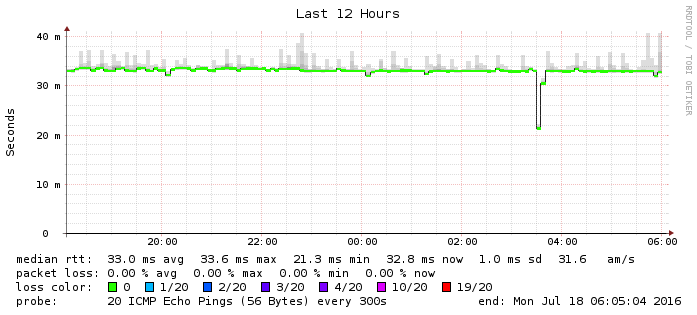 Last 12 Hours
RRDTOOL / TOBI OETIKER
Seconds
40 m
30 m
20 m
10 m
0
20:00 22:00 00:00 02:00 04:00 06:00
median rtt: 33.0 ms avg 33.6 ms max 21.3 ms min 32.8 ms now 1.0 ms sd 31.6 am/s
packet loss: 0.00 % avg 0.00 % max 0.00 % min 0.00 % now
loss color: 0 1/20 2/20 3/20 4/20 10/20 19/20
probe: 20 ICMP Echo Pings (56 Bytes) every 300s end: Mon Jul 18 06:05:04 2016